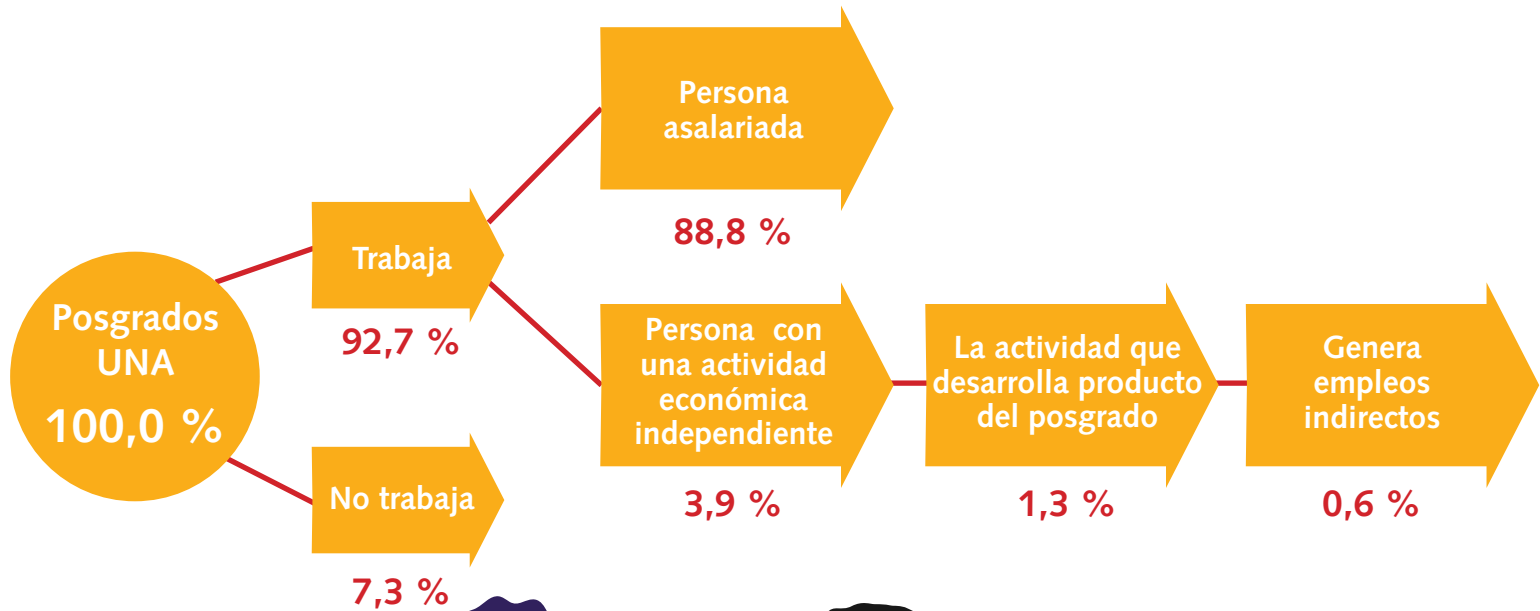 Posgrados
UNA
100,0 %
Trabaja
92,7 %
No trabaja
7,3 %
Persona
asalariada
88,8 %
Persona con
una actividad
económica
independiente
3,9 %
La actividad que
desarrolla producto
del posgrado
1,3 %
Genera
empleos
indirectos
0,6 %